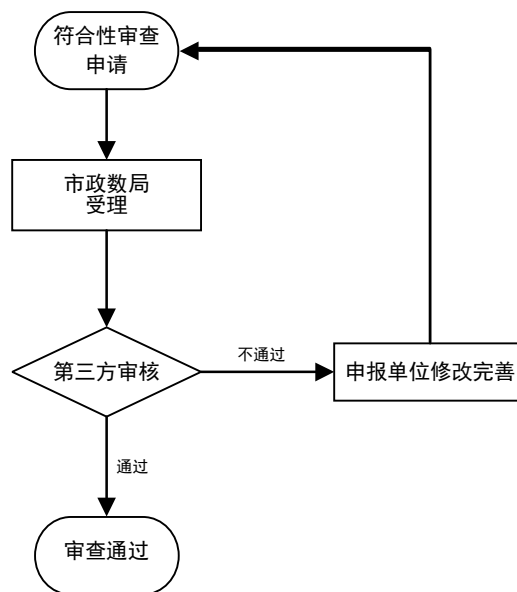 符合性审查
申请
市政数局
受理
第三方审核
不通过
申报单位修改完善
通过
审查通过